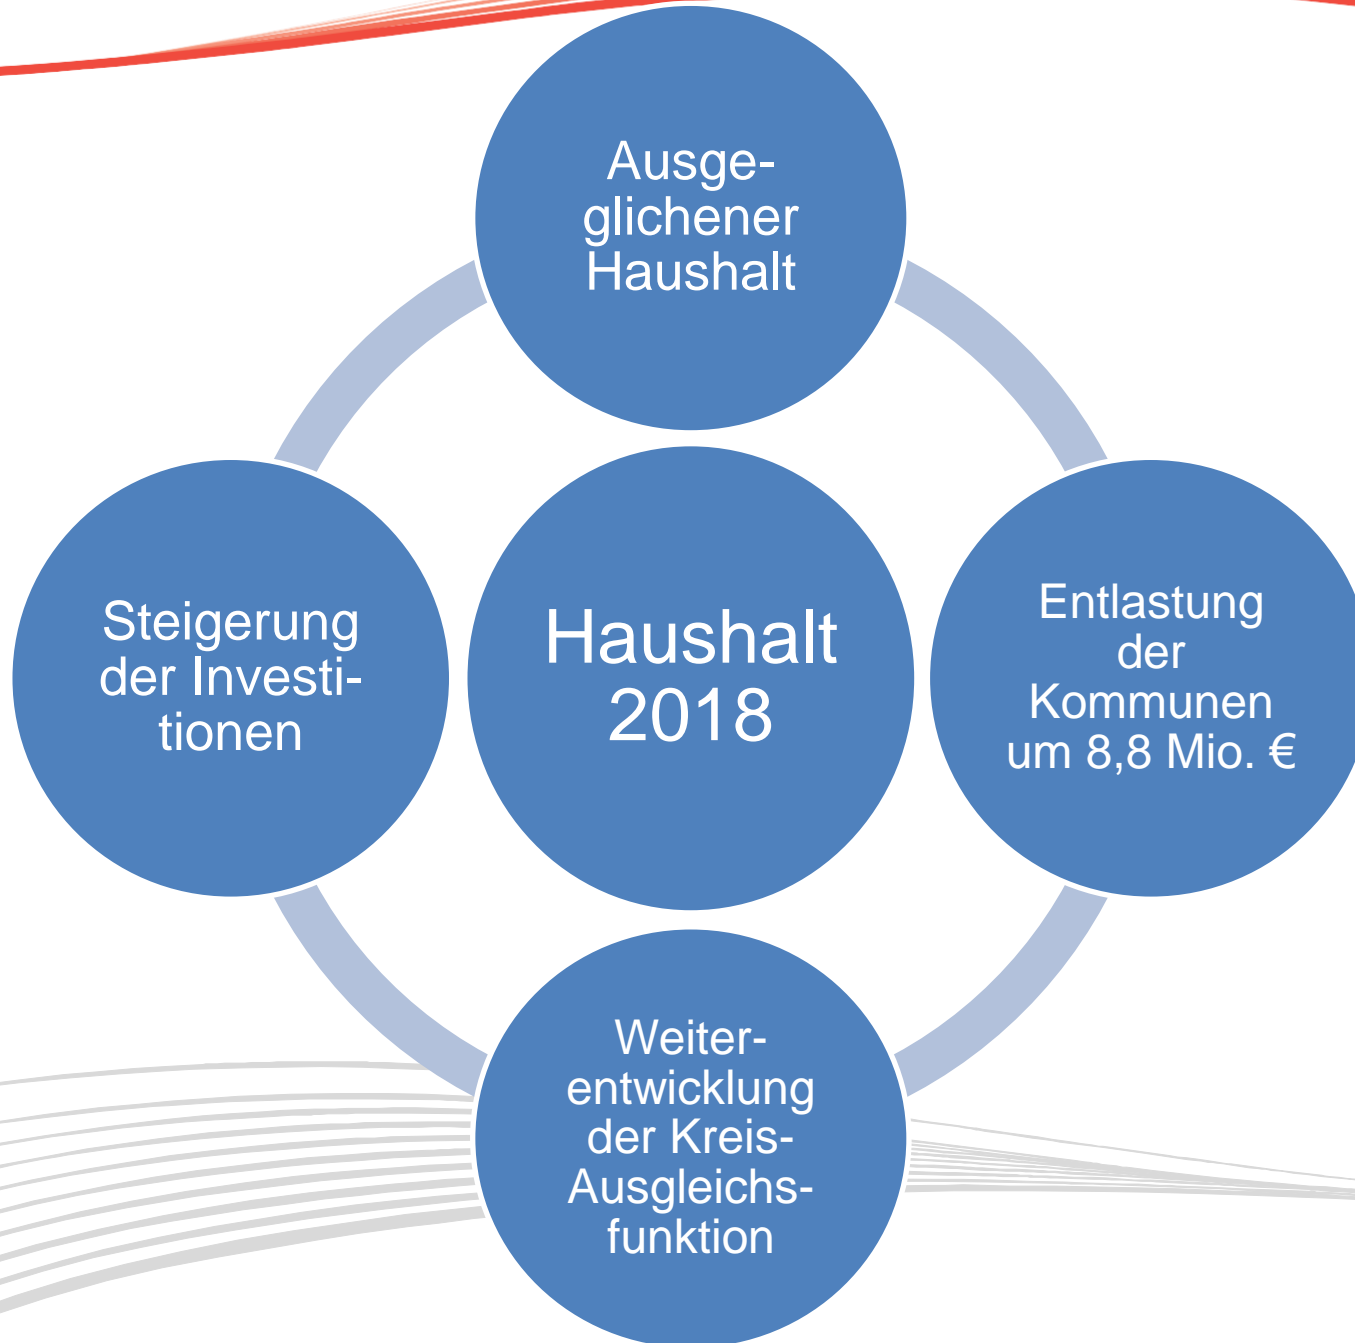 Ausge-
glichener
Haushalt
Steigerung
der Investi-
tionen
Haushalt
2018
Entlastung
der
Kommunen
um 8,8 Mio. €
Weiter-
entwicklung
der Kreis-
Ausgleichs-
funktion